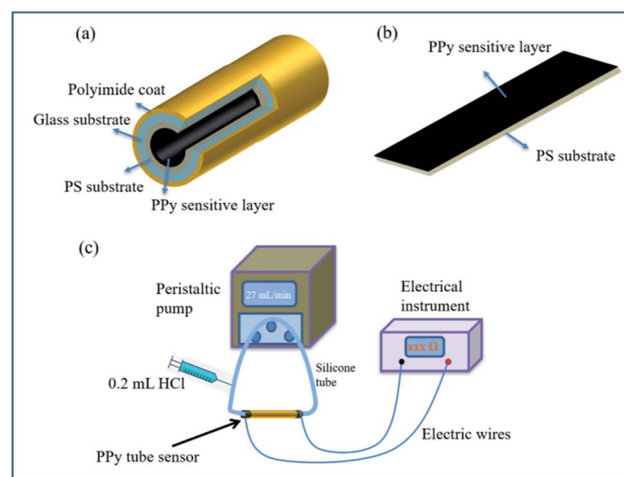 (a)
Polyimide coat
Glass substrate
PS substrate
PPy sensitive layer
(b)
PPy sensitive layer
PS substrate
(c)
Peristaltic
pump
27 mL/min
Electrical
instrument
xxx Ω
0.2 mL HCl
Silicone
tube
PPy tube sensor
Electric wires